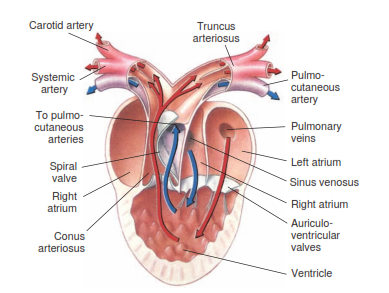 Carotid artery
Truncus
arteriosus
Systemic
artery
Pulmo-
cutaneous
artery
To pulmo-
cutaneous
arteries
Pulmonary
veins
Spiral
valve
Left atrium
Sinus venosus
Right
atrium
Right atrium
Conus
arteriosus
Auriculo-
ventricular
valves
Ventricle